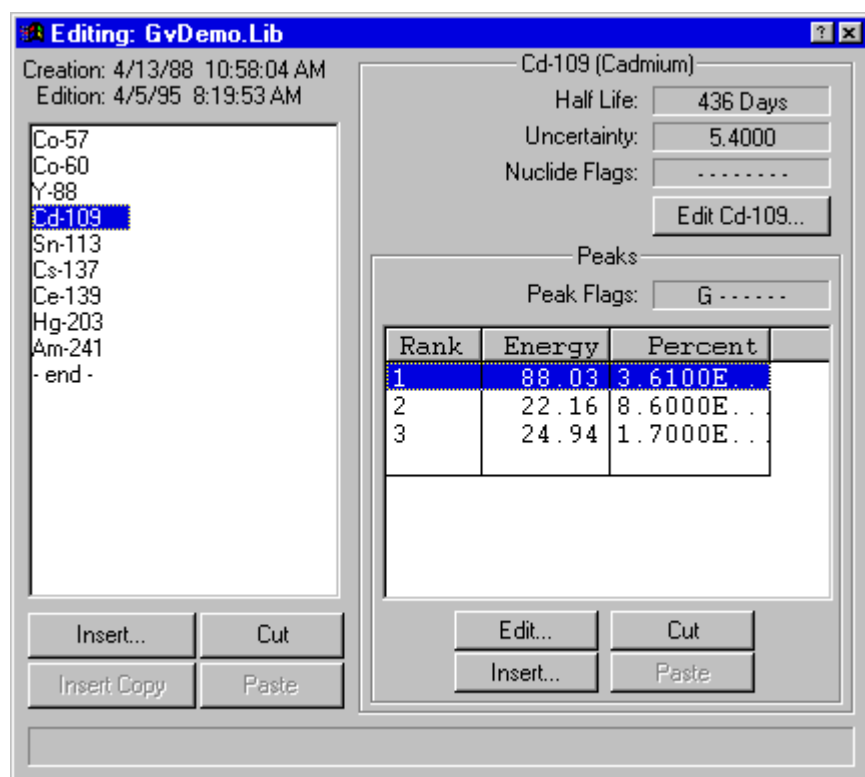 Editing: GvDemo.Lib
Creation: 4/13/88 10:58:04 AM
Edition: 4/5/95 8:19:53 AM
Co-57
Co-60
Y-88
Cd-109
Sn-113
Cs-137
Ce-139
Hg-203
Am-241
- end -
Insert... Cut
Insert Copy Paste
Cd-109 (Cadmium)
Half Life: 436 Days
Uncertainty: 5.4000
Nuclide Flags: - - - - - - - -
Edit Cd-109...
Peaks
Peak Flags: G - - - - - -
Rank Energy Percent
1 88.03 3.6100E...
2 22.16 8.6000E...
3 24.94 1.7000E...
Edit... Cut
Insert... Paste